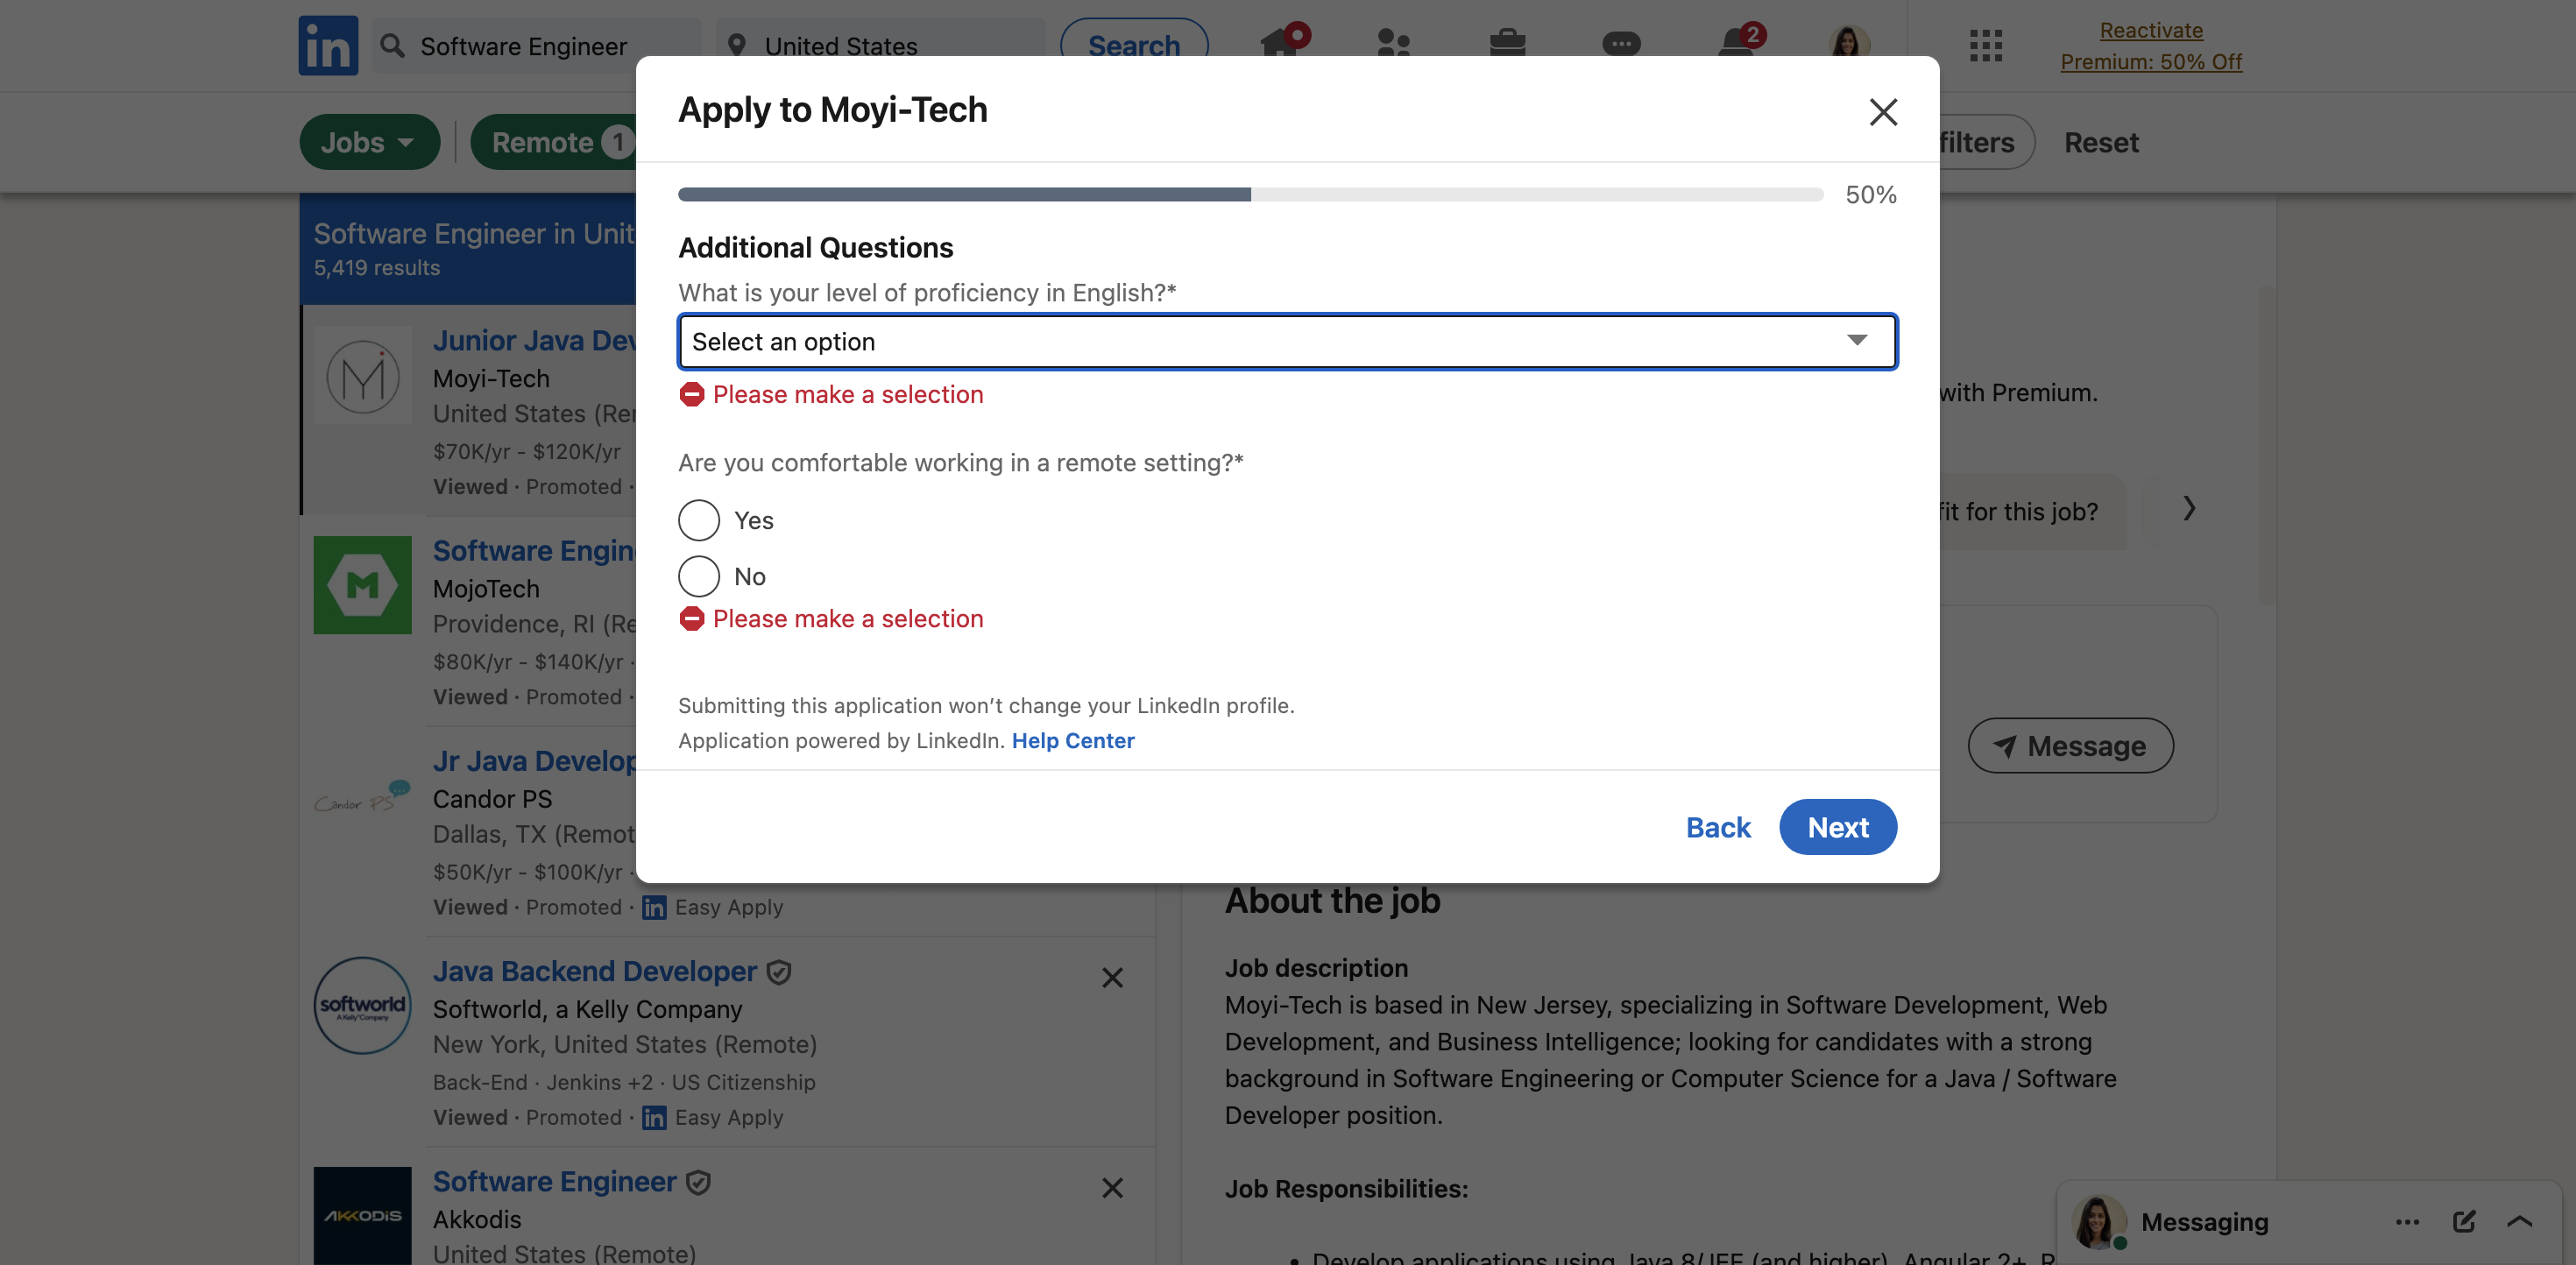 in
Software Engineer
United States
Search
2
Reactivate
Premium: 50% Off
Jobs
Remote
1
filters
Reset
Apply to Moyi-Tech
50%
Additional Questions
What is your level of proficiency in English?*
Select an option
Please make a selection
Are you comfortable working in a remote setting?*
Yes
No
Please make a selection
Submitting this application won't change your LinkedIn profile.
Application powered by LinkedIn. Help Center
Back
Next
Software Engineer in Unit
5,419 results
Junior Java Dev
Moyi-Tech
United States (Re
$70K/yr - $120K/yr
Viewed · Promoted ·
M
Software Engin
MojoTech
Providence, RI (Re
$80K/yr - $140K/yr ·
Viewed · Promoted ·
Candor PS
Jr Java Develop
Candor PS
Dallas, TX (Remot
$50K/yr - $100K/yr ·
Viewed · Promoted · in Easy Apply
softworld
A Kelly Company
Java Backend Developer
Softworld, a Kelly Company
New York, United States (Remote)
Back-End · Jenkins +2 · US Citizenship
Viewed · Promoted · in Easy Apply
AKKODIS
Software Engineer
Akkodis
United States (Remote)
with Premium.
fit for this job?
Message
About the job
Job description
Moyi-Tech is based in New Jersey, specializing in Software Development, Web
Development, and Business Intelligence; looking for candidates with a strong
background in Software Engineering or Computer Science for a Java / Software
Developer position.
Job Responsibilities:
• Develop applications using Java 8/JEE (and higher), Angular 2+, R
Messaging